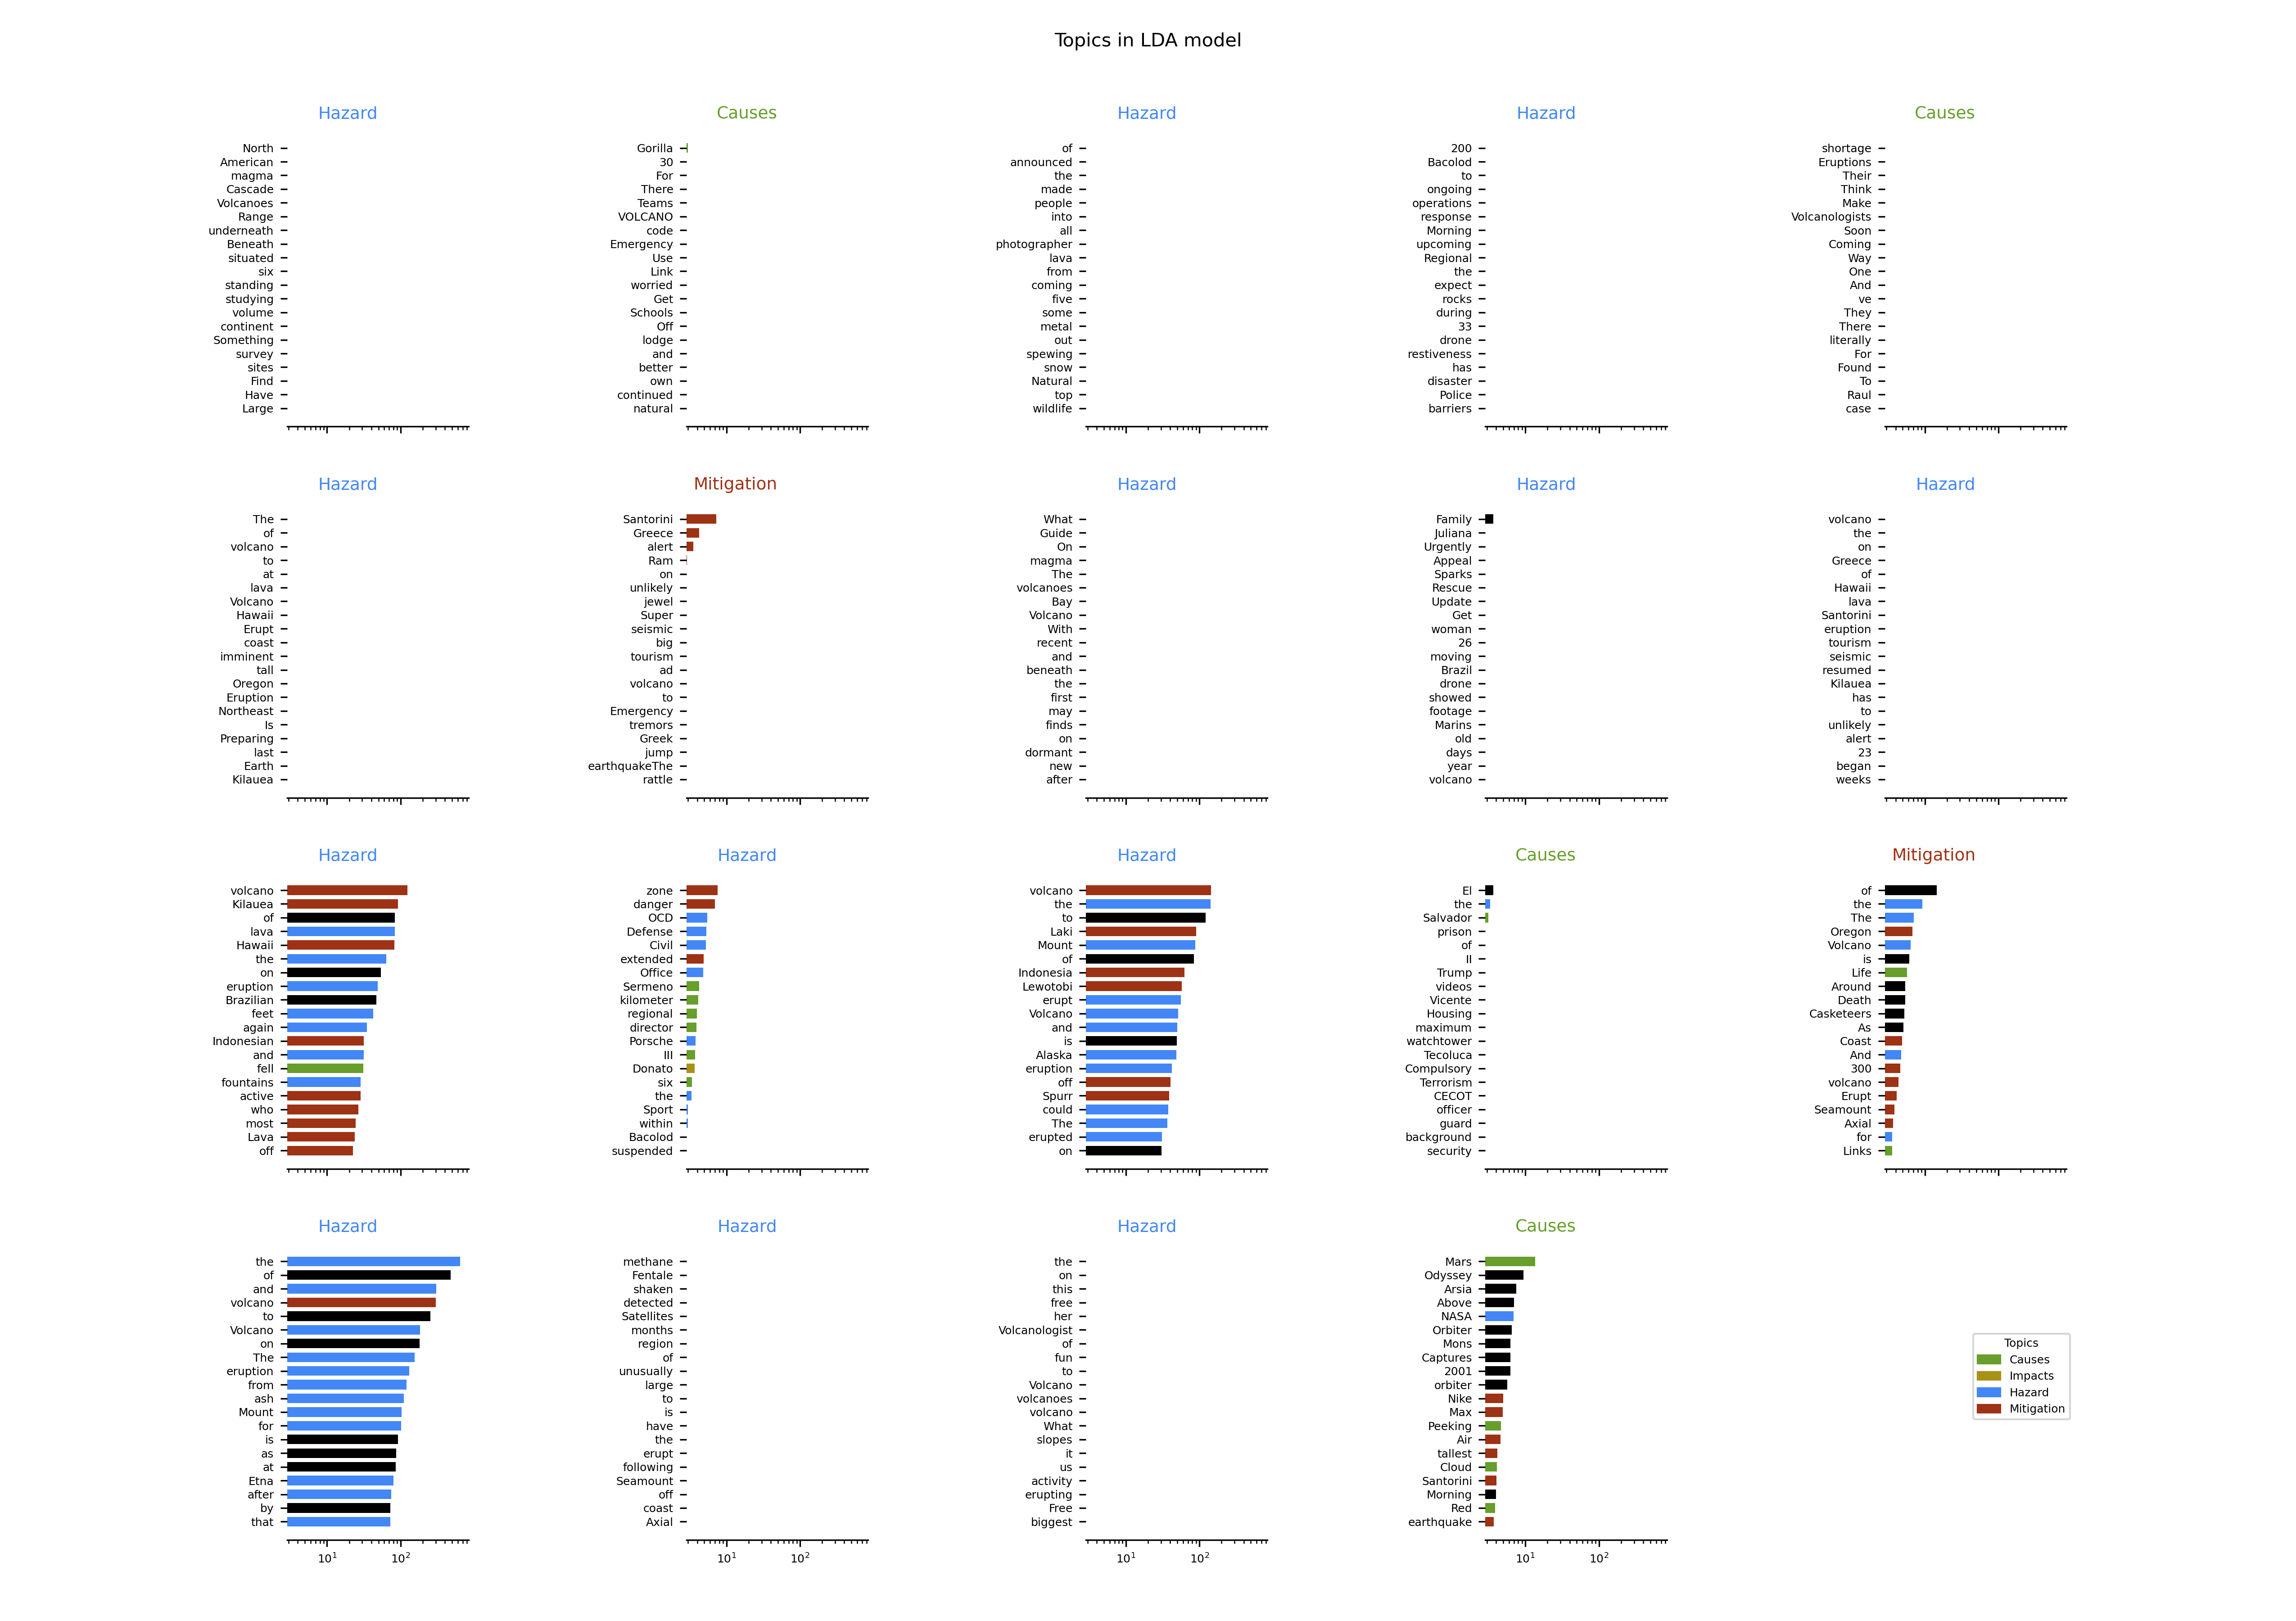 Topics in LDA model
Hazard
North
American
magma
Cascade
Volcanoes
Range
underneath
Beneath
situated
six
standing
studying
volume
continent
Something
survey
sites
Find
Have
Large
Causes
Gorilla
30
For
There
Teams
VOLCANO
code
Emergency
Use
Link
worried
Get
Schools
Off
lodge
and
better
own
continued
natural
Hazard
of
announced
the
made
people
into
all
photographer
lava
from
coming
five
some
metal
out
spewing
snow
Natural
top
wildlife
Hazard
200
Bacolod
to
ongoing
operations
response
Morning
upcoming
Regional
the
expect
rocks
during
33
drone
restiveness
has
disaster
Police
barriers
Causes
shortage
Eruptions
Their
Think
Make
Volcanologists
Soon
Coming
Way
One
And
ve
They
There
literally
For
Found
To
Raul
case
Hazard
The
of
volcano
to
at
lava
Volcano
Hawaii
Erupt
coast
imminent
tall
Oregon
Eruption
Northeast
Is
Preparing
last
Earth
Kilauea
Mitigation
Santorini
Greece
alert
Ram
on
unlikely
jewel
Super
seismic
big
tourism
ad
volcano
to
Emergency
tremors
Greek
jump
earthquakeThe
rattle
Hazard
What
Guide
On
magma
The
volcanoes
Bay
Volcano
With
recent
and
beneath
the
first
may
finds
on
dormant
new
after
Hazard
Family
Juliana
Urgently
Appeal
Sparks
Rescue
Update
Get
woman
26
moving
Brazil
drone
showed
footage
Marins
old
days
year
volcano
Hazard
volcano
the
on
Greece
of
Hawaii
lava
Santorini
eruption
tourism
seismic
resumed
Kilauea
has
to
unlikely
alert
23
began
weeks
Hazard
volcano
Kilauea
of
lava
Hawaii
the
on
eruption
Brazilian
feet
again
Indonesian
and
fell
fountains
active
who
most
Lava
off
Hazard
zone
danger
OCD
Defense
Civil
extended
Office
Sermeno
kilometer
regional
director
Porsche
III
Donato
six
the
Sport
within
Bacolod
suspended
Hazard
volcano
the
to
Laki
Mount
of
Indonesia
Lewotobi
erupt
Volcano
and
is
Alaska
eruption
off
Spurr
could
The
erupted
on
Causes
El
the
Salvador
prison
of
II
Trump
videos
Vicente
Housing
maximum
watchtower
Tecoluca
Compulsory
Terrorism
CECOT
officer
guard
background
security
Mitigation
of
the
The
Oregon
Volcano
is
Life
Around
Death
Casketeers
As
Coast
And
300
volcano
Erupt
Seamount
Axial
for
Links
Hazard
the
of
and
volcano
to
Volcano
on
The
eruption
from
ash
Mount
for
is
as
at
Etna
after
by
that
10¹ 10²
Hazard
methane
Fentale
shaken
detected
Satellites
months
region
of
unusually
large
to
is
have
the
erupt
following
Seamount
off
coast
Axial
10¹ 10²
Hazard
the
on
this
free
her
Volcanologist
of
fun
to
Volcano
volcanoes
volcano
What
slopes
it
us
activity
erupting
Free
biggest
10¹ 10²
Causes
Mars
Odyssey
Arsia
Above
NASA
Orbiter
Mons
Captures
2001
orbiter
Nike
Max
Peeking
Air
tallest
Cloud
Santorini
Morning
Red
earthquake
10¹ 10²
Topics
Causes
Impacts
Hazard
Mitigation